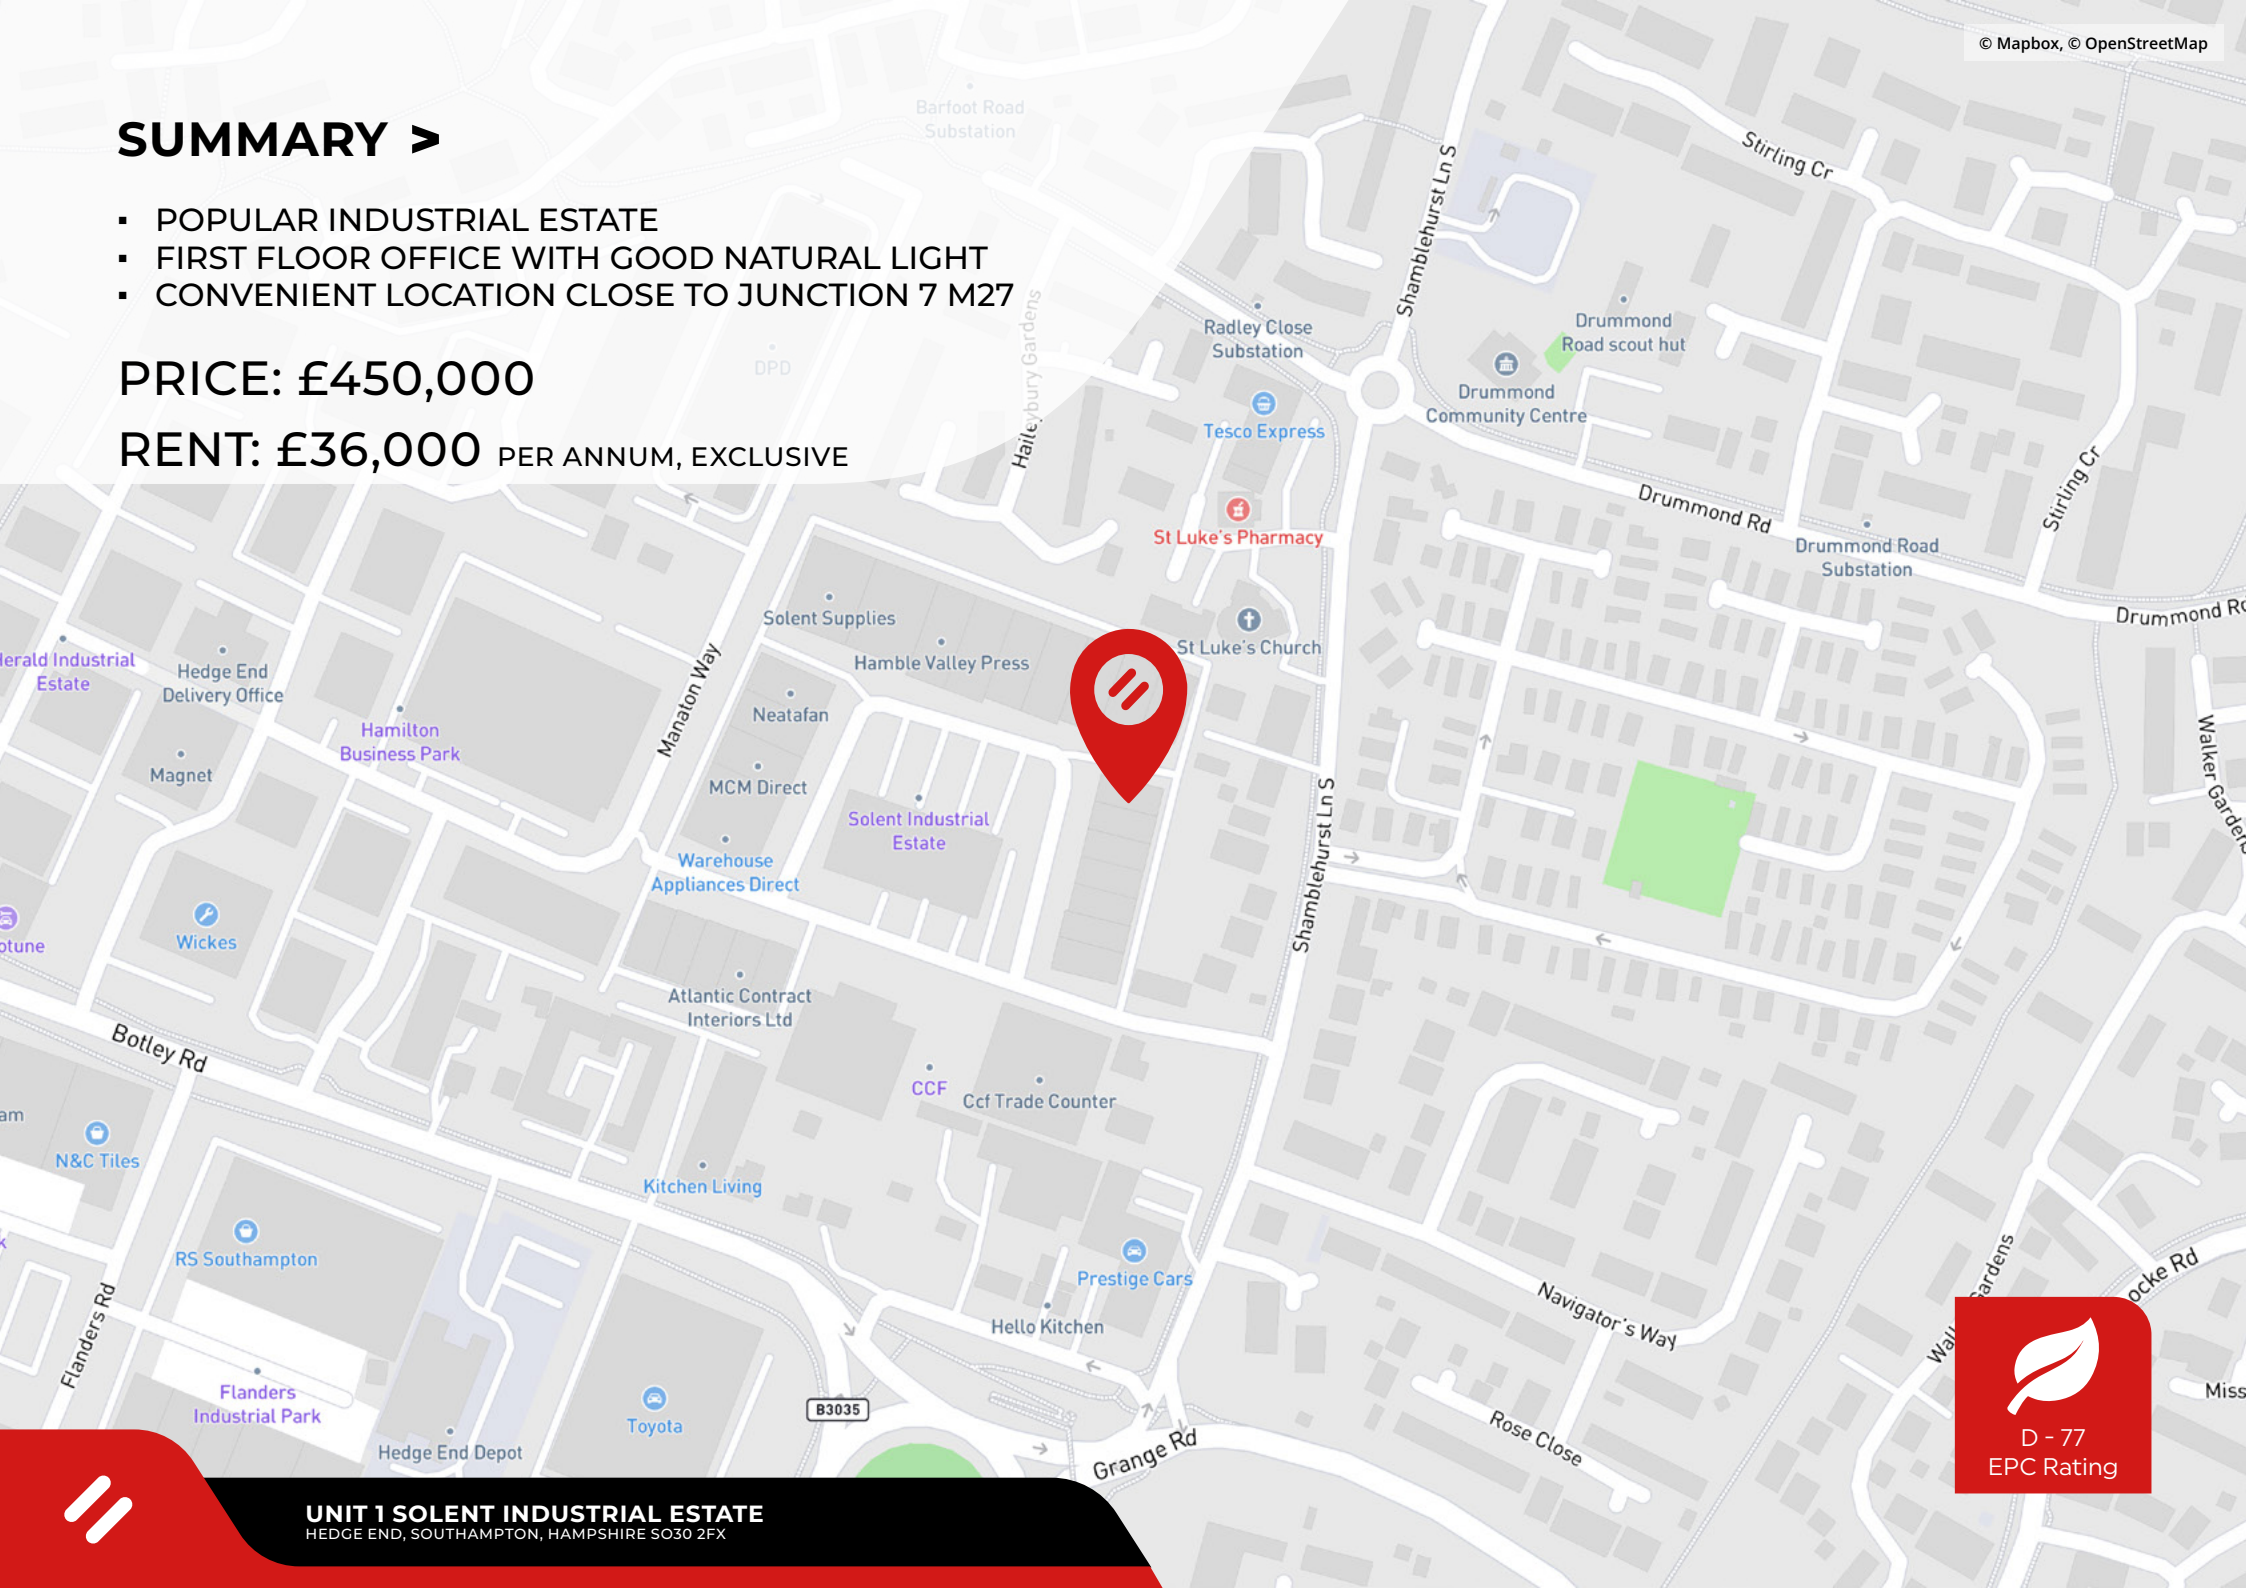 © Mapbox, © OpenStreetMap
SUMMARY >
▪ POPULAR INDUSTRIAL ESTATE
▪ FIRST FLOOR OFFICE WITH GOOD NATURAL LIGHT
▪ CONVENIENT LOCATION CLOSE TO JUNCTION 7 M27
PRICE: £450,000
RENT: £36,000 PER ANNUM, EXCLUSIVE
Barfoot Road
Substation
DPD
Haileybury Gardens
Shamblehurst Ln S
Stirling Cr
Radley Close
Substation
Drummond
Road scout hut
Drummond
Community Centre
Tesco Express
St Luke's Pharmacy
Drummond Rd
Stirling Cr
Drummond Road
Substation
Drummond
Solent Supplies
Hamble Valley Press
St Luke's Church
Industrial
Estate
Hedge End
Delivery Office
Manaton Way
Neatafan
Hamilton
Business Park
Magnet
MCM Direct
Solent Industrial
Estate
Warehouse
Appliances Direct
Shamblehurst Ln S
Walker
Wickes
Atlantic Contract
Interiors Ltd
Botley Rd
CCF
Ccf Trade Counter
N&C Tiles
Kitchen Living
RS Southampton
Prestige Cars
Hello Kitchen
Navigator's Way
Flanders Rd
Flanders
Industrial Park
Toyota
B3035
Hedge End Depot
Grange Rd
Rose Close
Rd
D - 77
EPC Rating
UNIT 1 SOLENT INDUSTRIAL ESTATE
HEDGE END, SOUTHAMPTON, HAMPSHIRE SO30 2FX